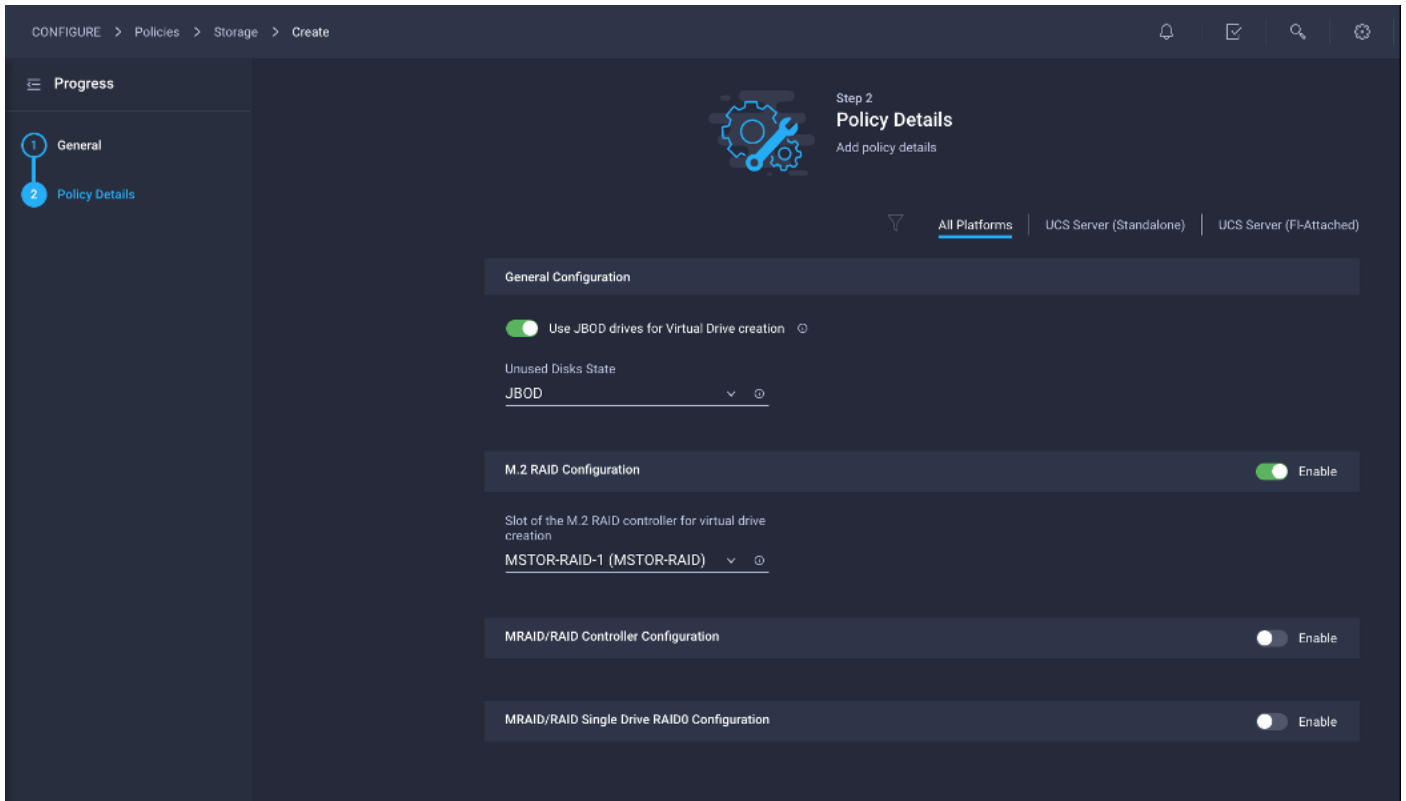 CONFIGURE > Policies > Storage > Create
Progress
1 General
2 Policy Details
Step 2
Policy Details
Add policy details
All Platforms | UCS Server (Standalone) | UCS Server (FI-Attached)
General Configuration
Use JBOD drives for Virtual Drive creation
Unused Disks State
JBOD
M.2 RAID Configuration Enable
Slot of the M.2 RAID controller for virtual drive
creation
MSTOR-RAID-1 (MSTOR-RAID)
MRAID/RAID Controller Configuration Enable
MRAID/RAID Single Drive RAID0 Configuration Enable